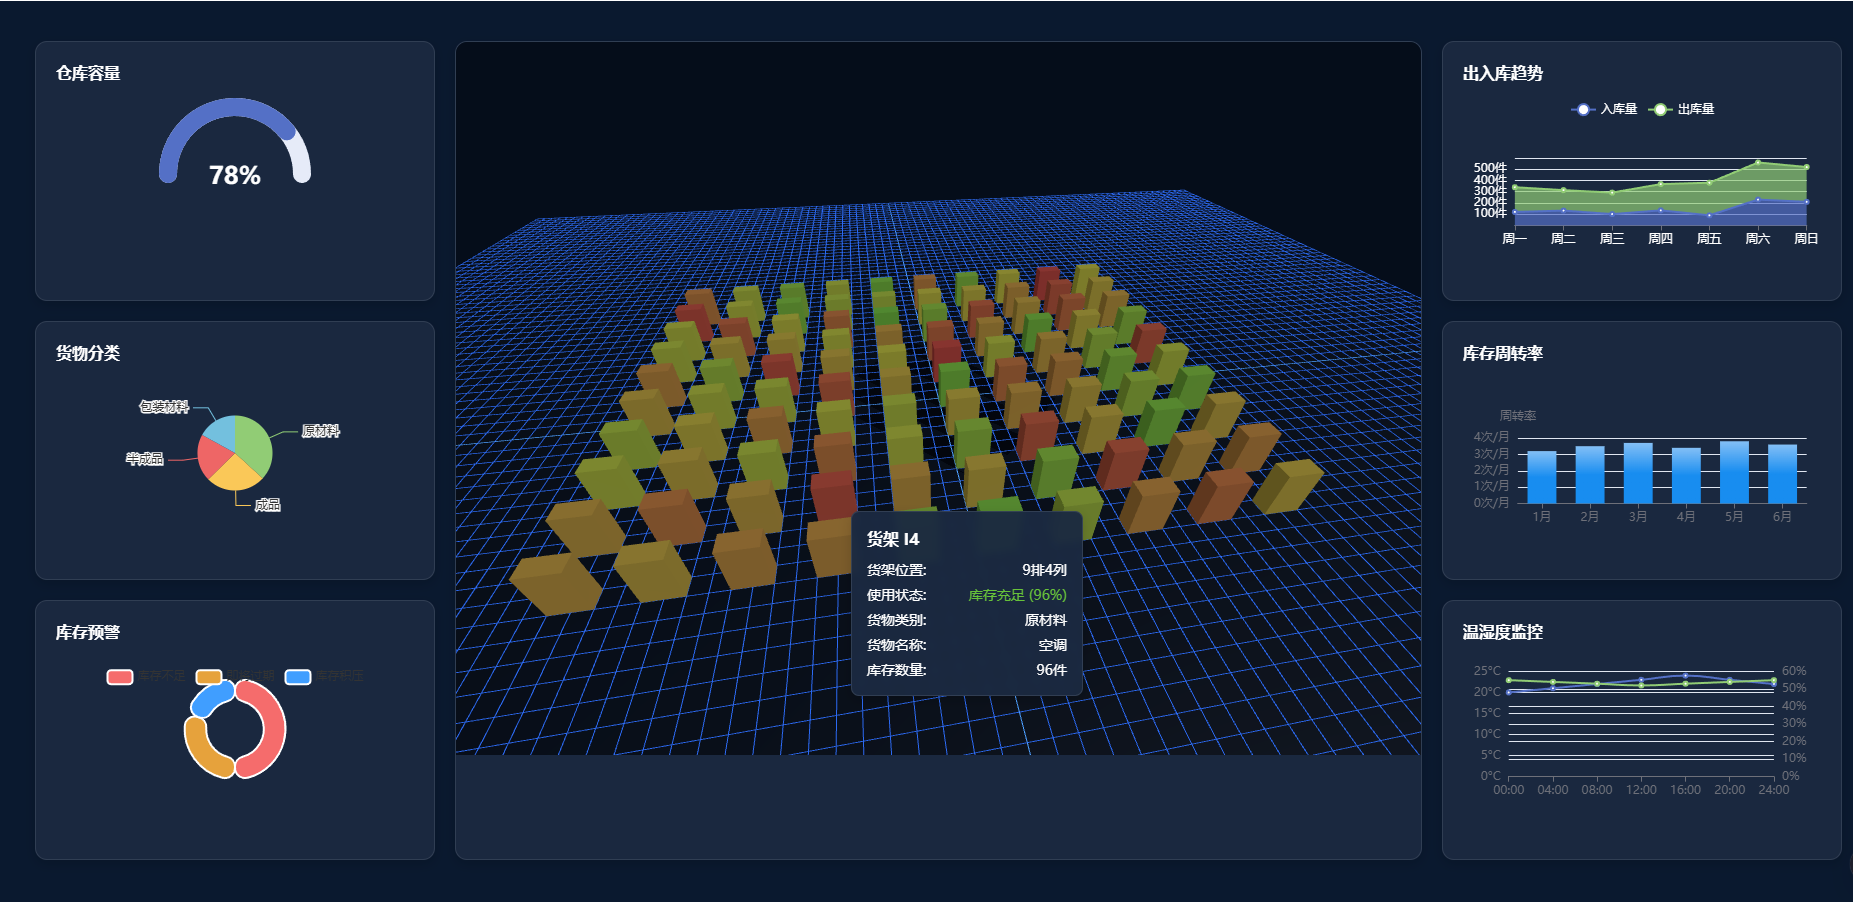 仓库容量
78%
货物分类
包装材料
原材料
半成品
成品
库存预警
库存不足
库存积压
货架 I4
货架位置: 9排4列
使用状态: 库存充足 (96%)
货物类别: 原材料
货物名称: 空调
库存数量: 96件
出入库趋势
入库量 出库量
500件
400件
300件
200件
100件
周一 周二 周三 周四 周五 周六 周日
库存周转率
周转率
4次/月
3次/月
2次/月
1次/月
0次/月
1月 2月 3月 4月 5月 6月
温湿度监控
25°C 60%
20°C 50%
15°C 40%
10°C 30%
5°C 20%
0°C 10%
0%
00:00 04:00 08:00 12:00 16:00 20:00 24:00